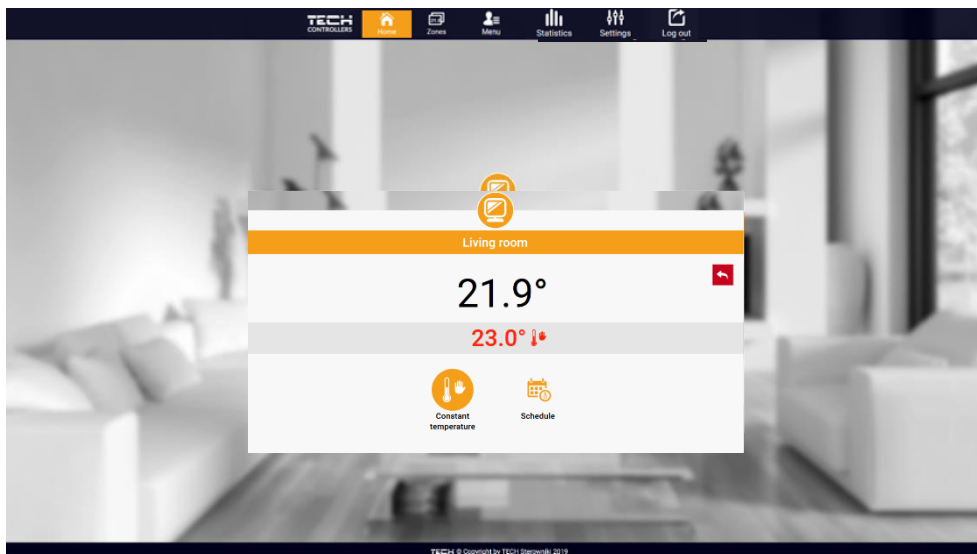 TECH
CONTROLLERS
Home
Zones
Menu
Statistics
Settings
Log out
Living room
21.9°
23.0°
Constant
temperature
Schedule
TECH © Copyright by TECH Sterowniki 2019